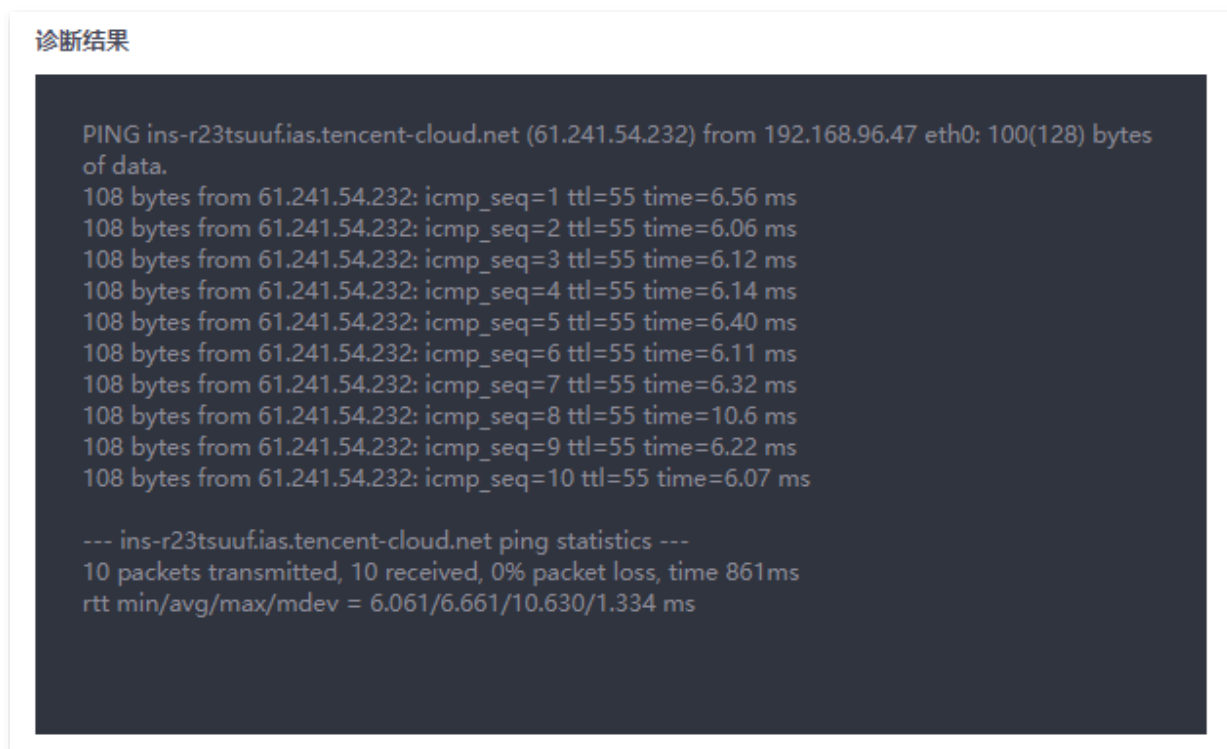 诊断结果
PING ins-r23tsuuf.ias.tencent-cloud.net (61.241.54.232) from 192.168.96.47 eth0: 100(128) bytes
of data.
108 bytes from 61.241.54.232: icmp_seq=1 ttl=55 time=6.56 ms
108 bytes from 61.241.54.232: icmp_seq=2 ttl=55 time=6.06 ms
108 bytes from 61.241.54.232: icmp_seq=3 ttl=55 time=6.12 ms
108 bytes from 61.241.54.232: icmp_seq=4 ttl=55 time=6.14 ms
108 bytes from 61.241.54.232: icmp_seq=5 ttl=55 time=6.40 ms
108 bytes from 61.241.54.232: icmp_seq=6 ttl=55 time=6.11 ms
108 bytes from 61.241.54.232: icmp_seq=7 ttl=55 time=6.32 ms
108 bytes from 61.241.54.232: icmp_seq=8 ttl=55 time=10.6 ms
108 bytes from 61.241.54.232: icmp_seq=9 ttl=55 time=6.22 ms
108 bytes from 61.241.54.232: icmp_seq=10 ttl=55 time=6.07 ms
--- ins-r23tsuuf.ias.tencent-cloud.net ping statistics ---
10 packets transmitted, 10 received, 0% packet loss, time 861ms
rtt min/avg/max/mdev = 6.061/6.661/10.630/1.334 ms